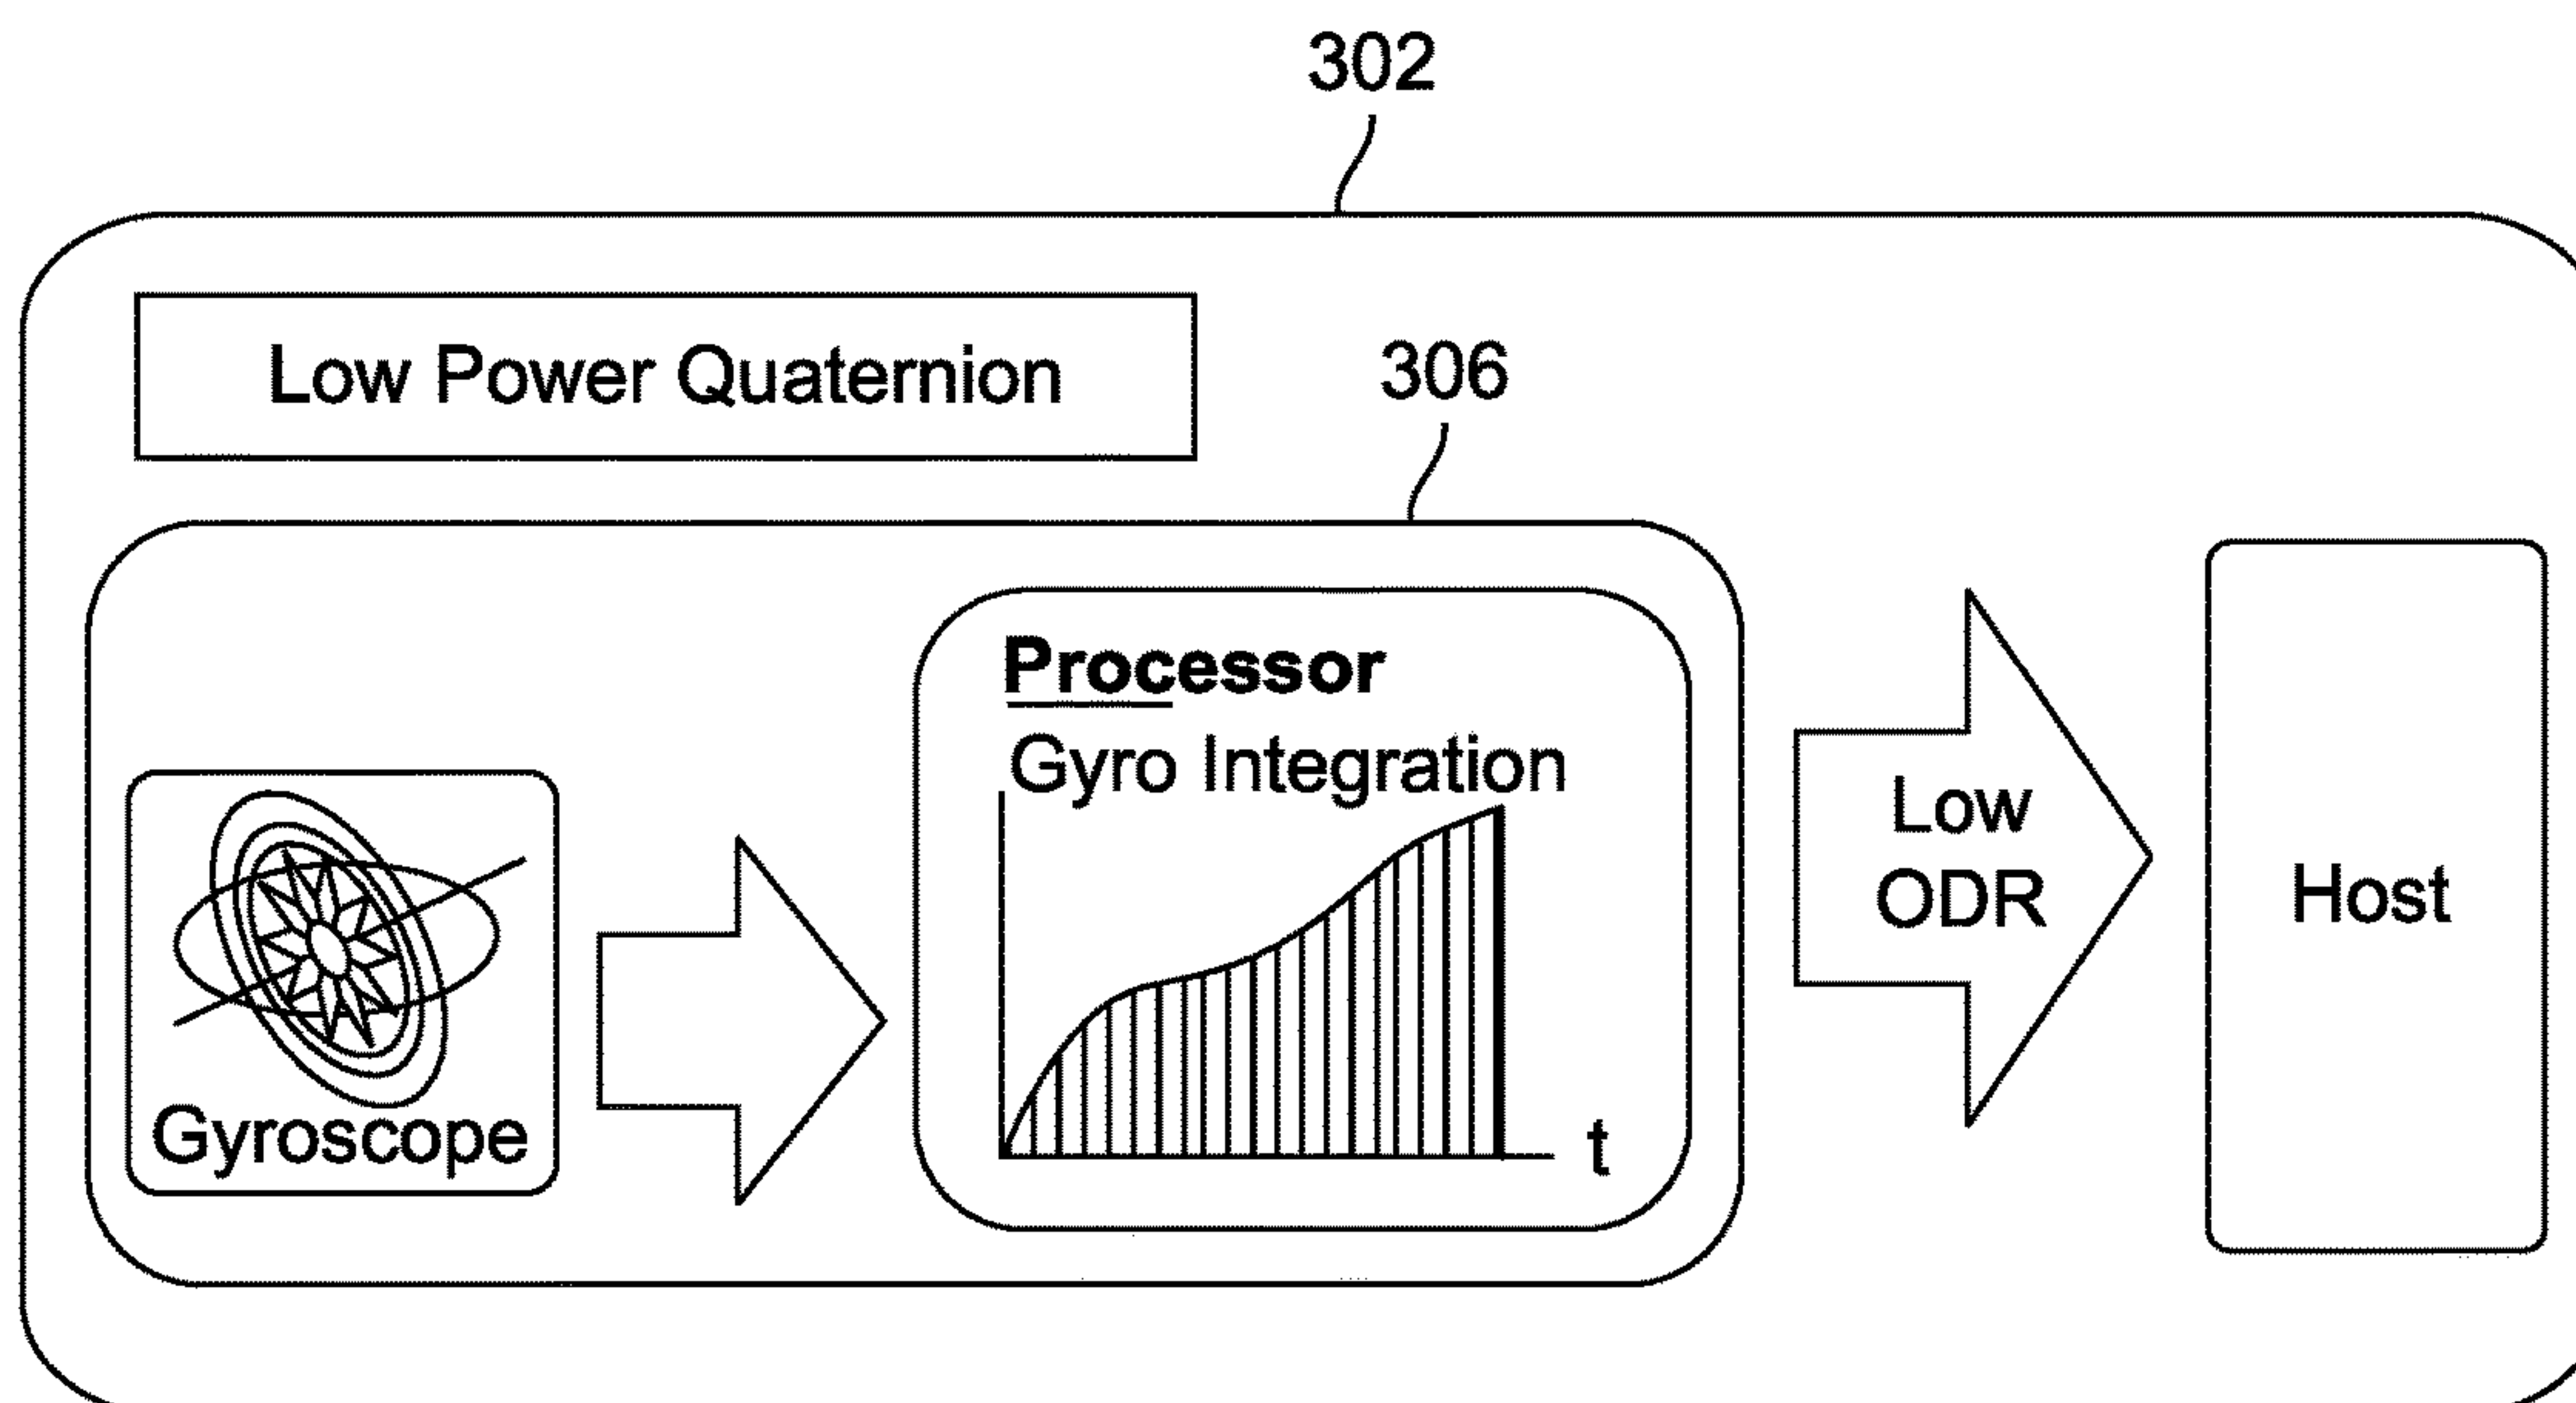 302
Low Power Quaternion
306
Processor
Gyro Integration
t
Gyroscope
Low
ODR
Host